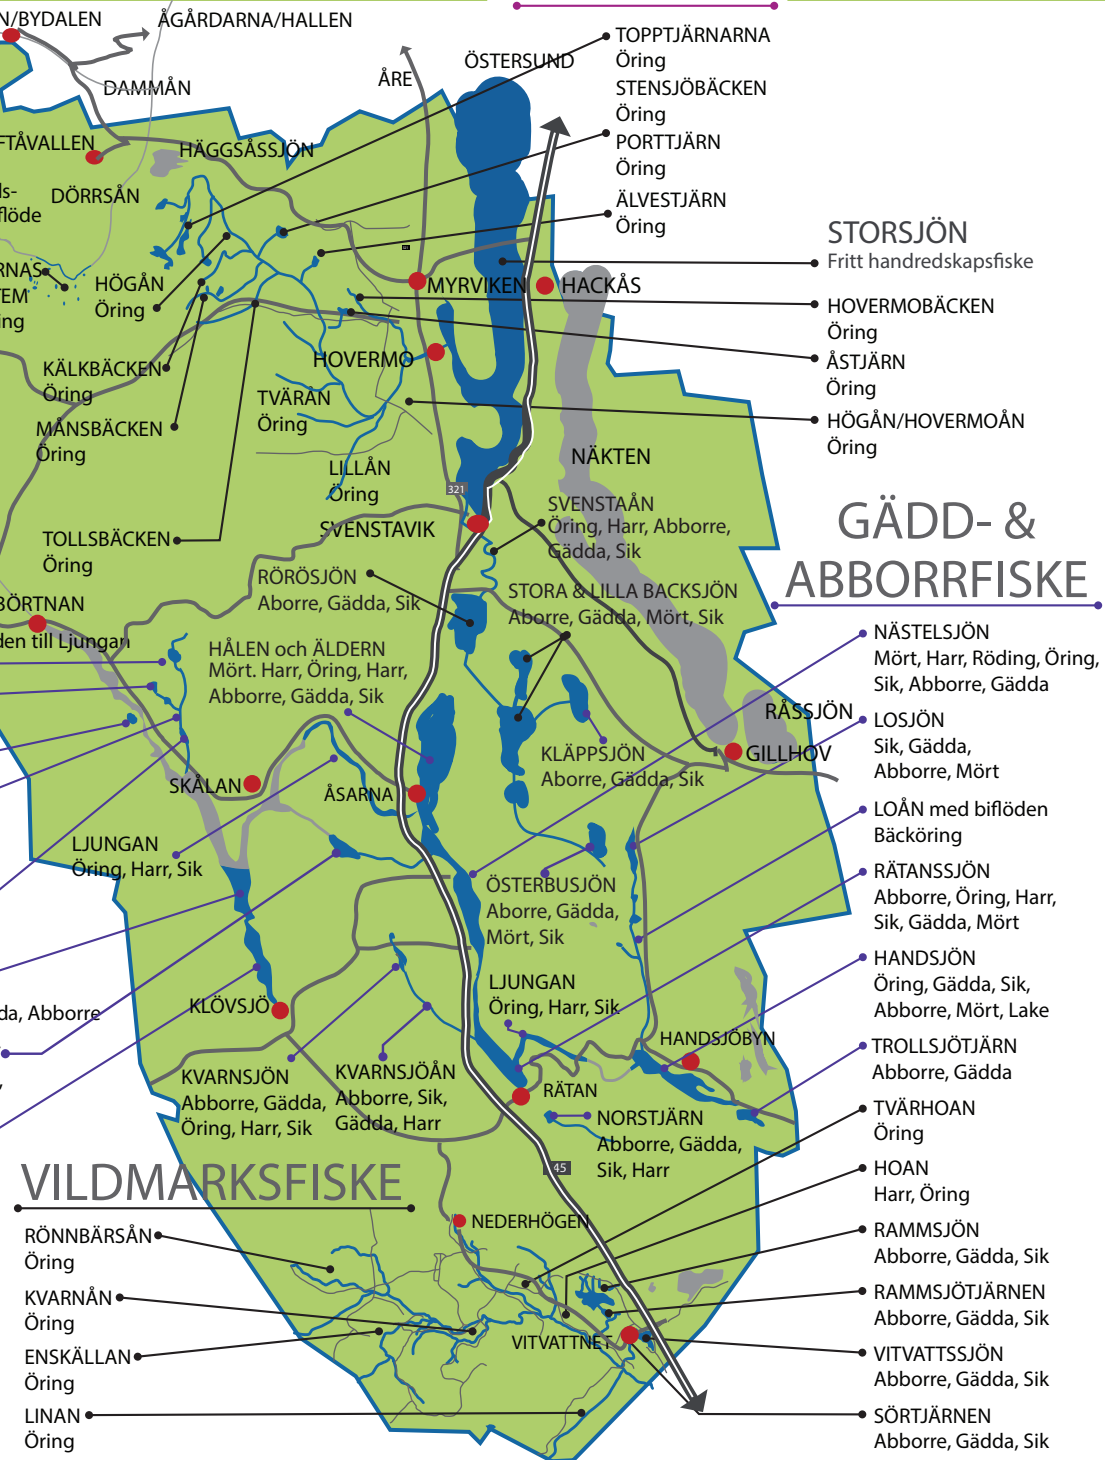 N/BYDALEN
ÅGÅRDARNA/HALLEN
DAMMÅN
ÅRE
ÖSTERSUND
TOPPTJÄRNARNA
Öring
STENSJÖBÄCKEN
Öring
PORTTJÄRN
Öring
ÄLVESTJÄRN
Öring
FTÅVALLEN
HÄGGSÅSSJÖN
ds-
flöde
DÖRRSÅN
RNAS
TEM
ing
HÖGÅN
Öring
MYRVIKEN
HACKÅS
STORSJÖN
Fritt handredskapsfiske
HOVERMOBÄCKEN
Öring
ÅSTJÄRN
Öring
HÖGÅN/HOVERMOÅN
Öring
HOVERMO
KÄLKBÄCKEN
Öring
TVÄRÅN
Öring
MÅNSBÄCKEN
Öring
LILLÅN
Öring
NÄKTEN
321
SVENSTAVIK
SVENSTAÅN
Öring, Harr, Abborre,
Gädda, Sik
TOLLSBÄCKEN
Öring
RÖRÖSJÖN
Aborre, Gädda, Sik
STORA & LILLA BACKSJÖN
Aborre, Gädda, Mört, Sik
GÄDD- &
ABBORRFISKE
BÖRTNAN
den till Ljungan
HÅLEN och ÄLDERN
Mört. Harr, Öring, Harr,
Abborre, Gädda, Sik
NÄSTELSJÖN
Mört, Harr, Röding, Öring,
Sik, Abborre, Gädda
RÅSSJÖN
LOSJÖN
Sik, Gädda,
Abborre, Mört
KLÄPPSJÖN
Aborre, Gädda, Sik
GILLHOV
SKÅLAN
ÅSARNA
LOÅN med biflöden
Bäcköring
LJUNGAN
Öring, Harr, Sik
ÖSTERBUSJÖN
Aborre, Gädda,
Mört, Sik
RÄTANSSJÖN
Abborre, Öring, Harr,
Sik, Gädda, Mört
HANDSJÖN
Öring, Gädda, Sik,
Abborre, Mört, Lake
LJUNGAN
Öring, Harr, Sik
KLÖVSJÖ
da, Abborre
HANDSJÖBYN
TROLLSJÖTJÄRN
Abborre, Gädda
KVARNSJÖN
Abborre, Gädda,
Öring, Harr, Sik
KVARNSJÖÅN
Abborre, Sik,
Gädda, Harr
RÄTAN
NORSTJÄRN
Abborre, Gädda,
Sik, Harr
TVÄRHOAN
Öring
45
HOAN
Harr, Öring
VILDMARKSFISKE
NEDERHÖGEN
RÖNNBÄRSÅN
Öring
RAMMSJÖN
Abborre, Gädda, Sik
KVARNÅN
Öring
RAMMSJÖTJÄRNEN
Abborre, Gädda, Sik
VITVATTNET
ENSKÄLLAN
Öring
VITVATTSSJÖN
Abborre, Gädda, Sik
LINAN
Öring
SÖRTJÄRNEN
Abborre, Gädda, Sik